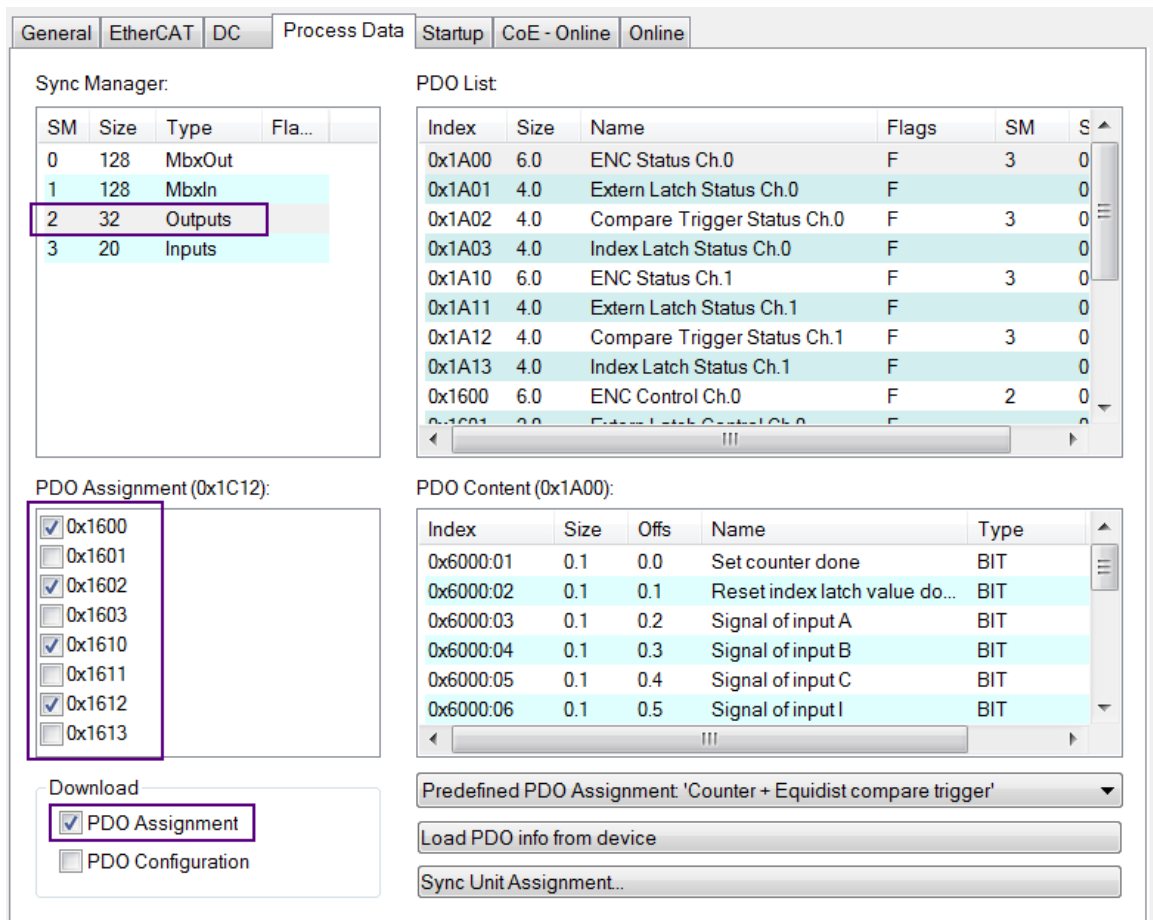 General EtherCAT DC Process Data Startup CoE - Online Online
Sync Manager:
SM Size Type Fla...
0 128 MbxOut
1 128 MbxIn
2 32 Outputs
3 20 Inputs
PDO List:
Index Size Name Flags SM S
0x1A00 6.0 ENC Status Ch.0 F 3 0
0x1A01 4.0 Extern Latch Status Ch.0 F 0
0x1A02 4.0 Compare Trigger Status Ch.0 F 3 0
0x1A03 4.0 Index Latch Status Ch.0 F 0
0x1A10 6.0 ENC Status Ch.1 F 3 0
0x1A11 4.0 Extern Latch Status Ch.1 F 0
0x1A12 4.0 Compare Trigger Status Ch.1 F 3 0
0x1A13 4.0 Index Latch Status Ch.1 F 0
0x1600 6.0 ENC Control Ch.0 F 2 0
PDO Assignment (0x1C12):
0x1600
0x1601
0x1602
0x1603
0x1610
0x1611
0x1612
0x1613
PDO Content (0x1A00):
Index Size Offs Name Type
0x6000:01 0.1 0.0 Set counter done BIT
0x6000:02 0.1 0.1 Reset index latch value do... BIT
0x6000:03 0.1 0.2 Signal of input A BIT
0x6000:04 0.1 0.3 Signal of input B BIT
0x6000:05 0.1 0.4 Signal of input C BIT
0x6000:06 0.1 0.5 Signal of input I BIT
Download
PDO Assignment
PDO Configuration
Predefined PDO Assignment: 'Counter + Equidist compare trigger'
Load PDO info from device
Sync Unit Assignment...